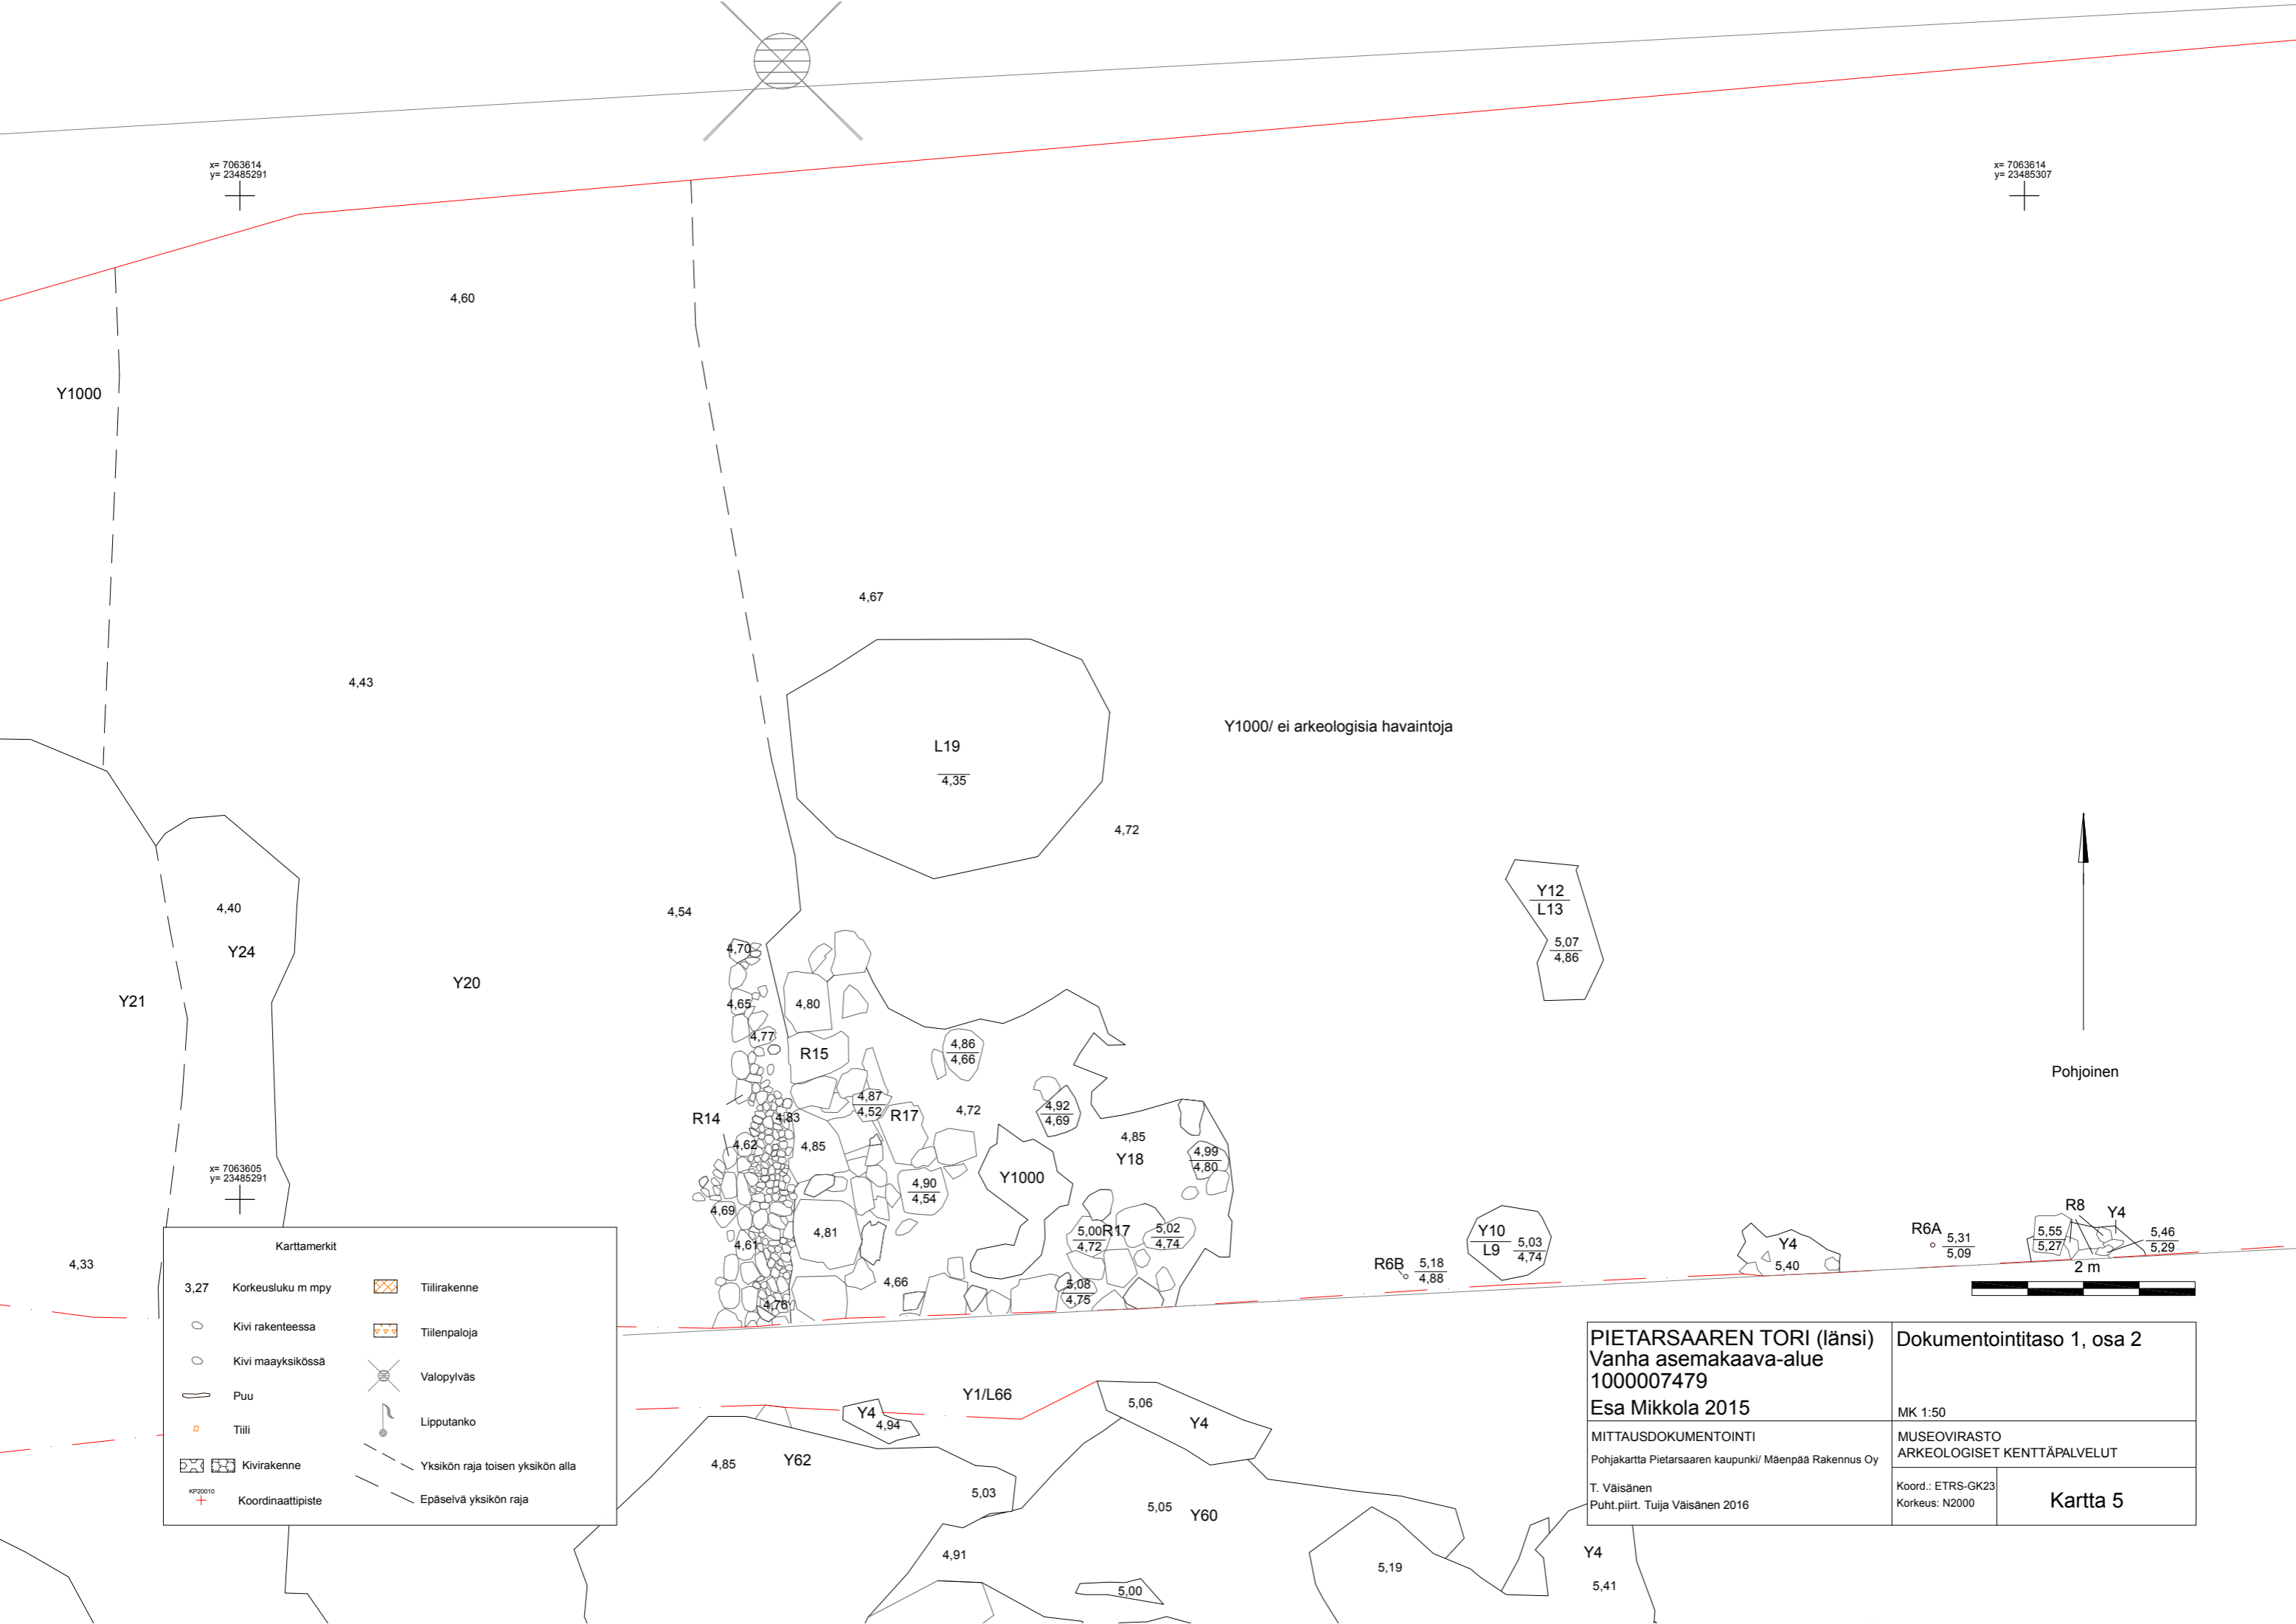 x= 7063614
y= 23485291
x= 7063614
y= 23485307
4,60
Y1000
4,67
4,43
Y1000/ ei arkeologisia havaintoja
L19
4,35
4,72
Y12
L13
5,07
4,86
4,40
4,54
Y24
Y20
Y21
4,70
4,65
4,80
4,77
R15
4,86
4,66
Pohjoinen
R14
4,83
4,87
4,52
R17
4,72
4,92
4,69
4,62
4,85
4,85
Y18
4,99
4,80
x= 7063605
y= 23485291
4,90
4,54
Y1000
4,69
4,81
4,61
5,00
4,72
R17
5,02
4,74
4,66
4,76
5,08
4,75
R6B
5,18
4,88
Y10
L9
5,03
4,74
Y4
5,40
R6A
5,31
5,09
R8
Y4
5,55
5,27
5,46
5,29
2 m
4,33
Karttamerkit
3,27 Korkeusluku m mpy
Kivi rakenteessa
Kivi maayksikössä
Puu
Tiili
Kivirakenne
KP20010
Koordinaattipiste
Tiilirakenne
Tiilenpaloja
Valopylväs
Lipputanko
Yksikön raja toisen yksikön alla
Epäselvä yksikön raja
Y1/L66
Y4
4,94
5,06
Y4
4,85
Y62
5,03
5,05
Y60
4,91
5,00
5,19
Y4
5,41
PIETARSAAREN TORI (länsi)
Vanha asemakaava-alue
1000007479
Esa Mikkola 2015
Dokumentointitaso 1, osa 2
MK 1:50
MITTAUSDOKUMENTOINTI
Pohjakartta Pietarsaaren kaupunki/ Mäenpää Rakennus Oy
T. Väisänen
Puht.piirt. Tuija Väisänen 2016
MUSEOVIRASTO
ARKEOLOGISET KENTTÄPALVELUT
Koord.: ETRS-GK23
Korkeus: N2000
Kartta 5